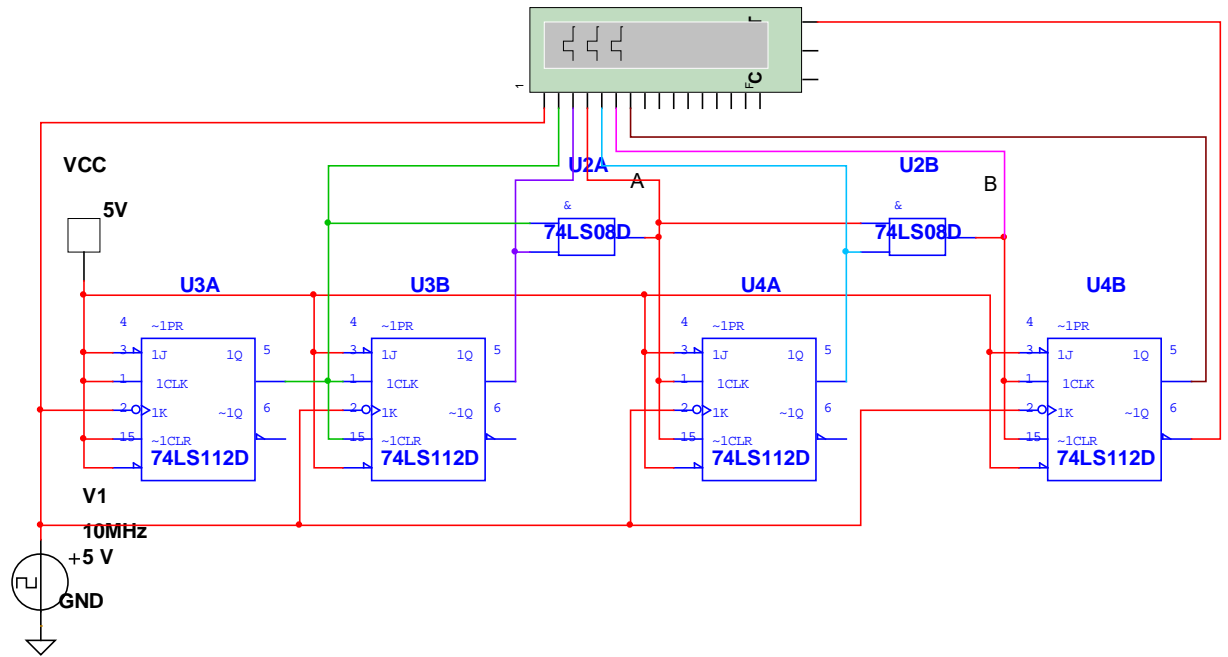 1
F
C
T
VCC
5V
U2A
A
U2B
B
&
74LS08D
&
74LS08D
U3A
U3B
U4A
U4B
4 ~1PR
3 1J 1Q 5
1 1CLK
2 1K ~1Q 6
15 ~1CLR
74LS112D
4 ~1PR
3 1J 1Q 5
1 1CLK
2 1K ~1Q 6
15 ~1CLR
74LS112D
4 ~1PR
3 1J 1Q 5
1 1CLK
2 1K ~1Q 6
15 ~1CLR
74LS112D
4 ~1PR
3 1J 1Q 5
1 1CLK
2 1K ~1Q 6
15 ~1CLR
74LS112D
V1
10MHz
+5 V
GND